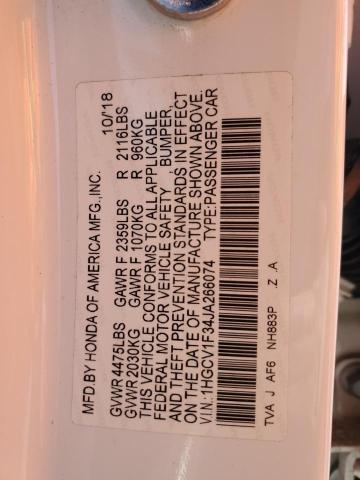 MFD.BY HONDA OF AMERICA MFG.,INC. 10/18
GVWR 4475LBS GAWR F 2359LBS R 2116LBS
GVWR 2030KG GAWR F 1070KG R 960KG
THIS VEHICLE CONFORMS TO ALL APPLICABLE
FEDERAL MOTOR VEHICLE SAFETY , BUMPER,
AND THEFT PREVENTION STANDARDS IN EFFECT
ON THE DATE OF MANUFACTURE SHOWN ABOVE.
V.I.N.:1HGCV1F34JA266074 TYPE:PASSENGER CAR
TVA J AF6 NH883P .Z .A